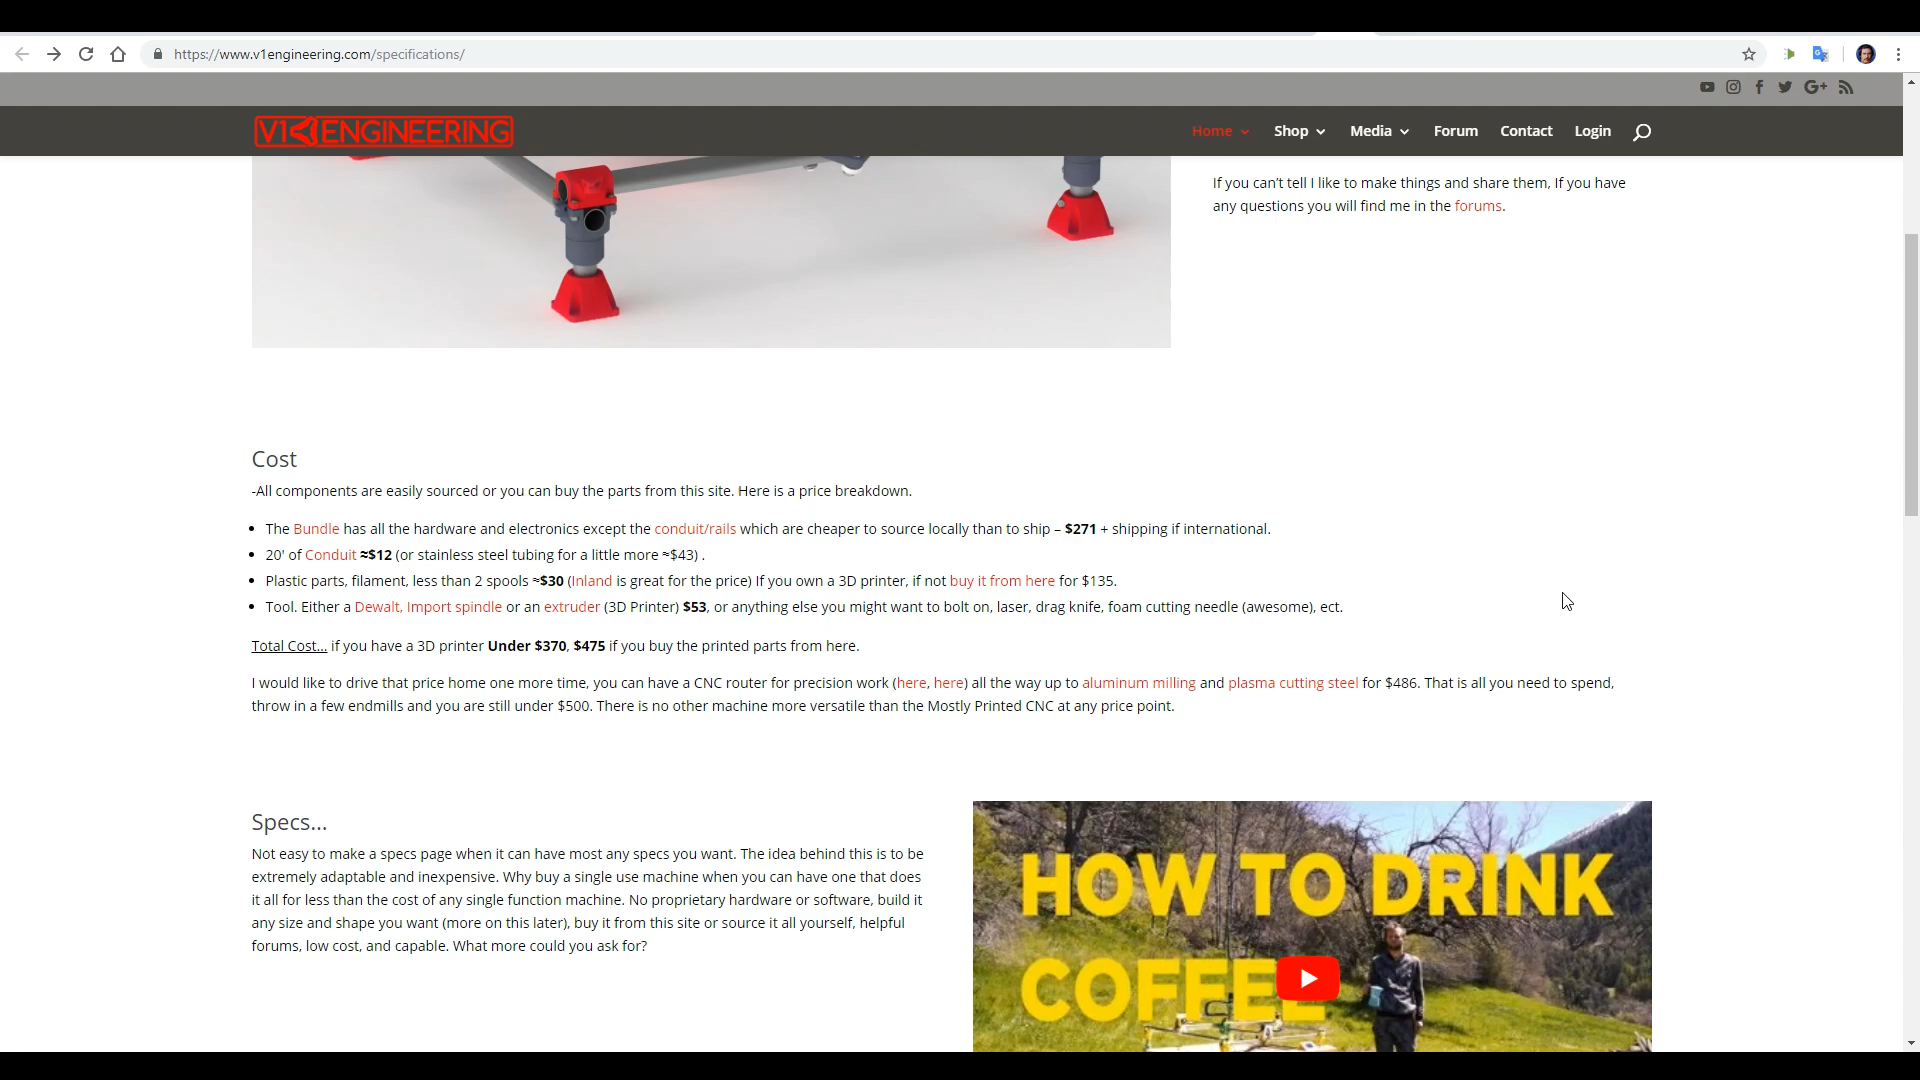 https://www.v1engineering.com/specifications/
V1 ENGINEERING
Home Shop Media Forum Contact Login
If you can’t tell I like to make things and share them, If you have
any questions you will find me in the forums.
Cost
-All components are easily sourced or you can buy the parts from this site. Here is a price breakdown.
The Bundle has all the hardware and electronics except the conduit/rails which are cheaper to source locally than to ship – $271 + shipping if international.
20' of Conduit ≈$12 (or stainless steel tubing for a little more ≈$43) .
Plastic parts, filament, less than 2 spools ≈$30 (Inland is great for the price) If you own a 3D printer, if not buy it from here for $135.
Tool. Either a Dewalt, Import spindle or an extruder (3D Printer) $53, or anything else you might want to bolt on, laser, drag knife, foam cutting needle (awesome), ect.
Total Cost... if you have a 3D printer Under $370, $475 if you buy the printed parts from here.
I would like to drive that price home one more time, you can have a CNC router for precision work (here, here) all the way up to aluminum milling and plasma cutting steel for $486. That is all you need to spend,
throw in a few endmills and you are still under $500. There is no other machine more versatile than the Mostly Printed CNC at any price point.
Specs...
Not easy to make a specs page when it can have most any specs you want. The idea behind this is to be
extremely adaptable and inexpensive. Why buy a single use machine when you can have one that does
it all for less than the cost of any single function machine. No proprietary hardware or software, build it
any size and shape you want (more on this later), buy it from this site or source it all yourself, helpful
forums, low cost, and capable. What more could you ask for?
HOW TO DRINK
COFFEE